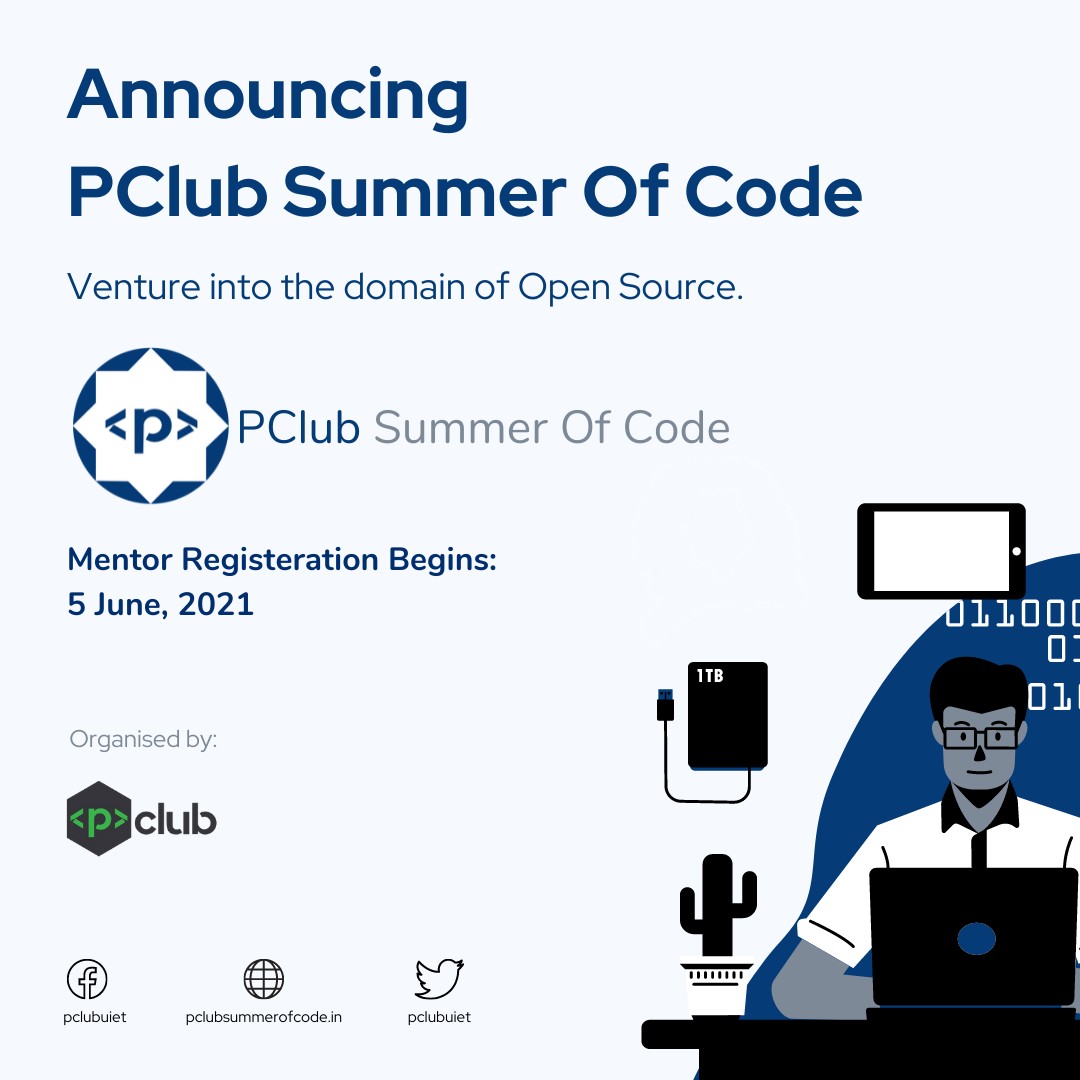 Announcing
PClub Summer Of Code
Venture into the domain of Open Source.
<p> PClub Summer Of Code
Mentor Registeration Begins:
5 June, 2021
011000
01
010
1TB
Organised by:
<p>club
pclubuiet
pclubsummerofcode.in
pclubuiet